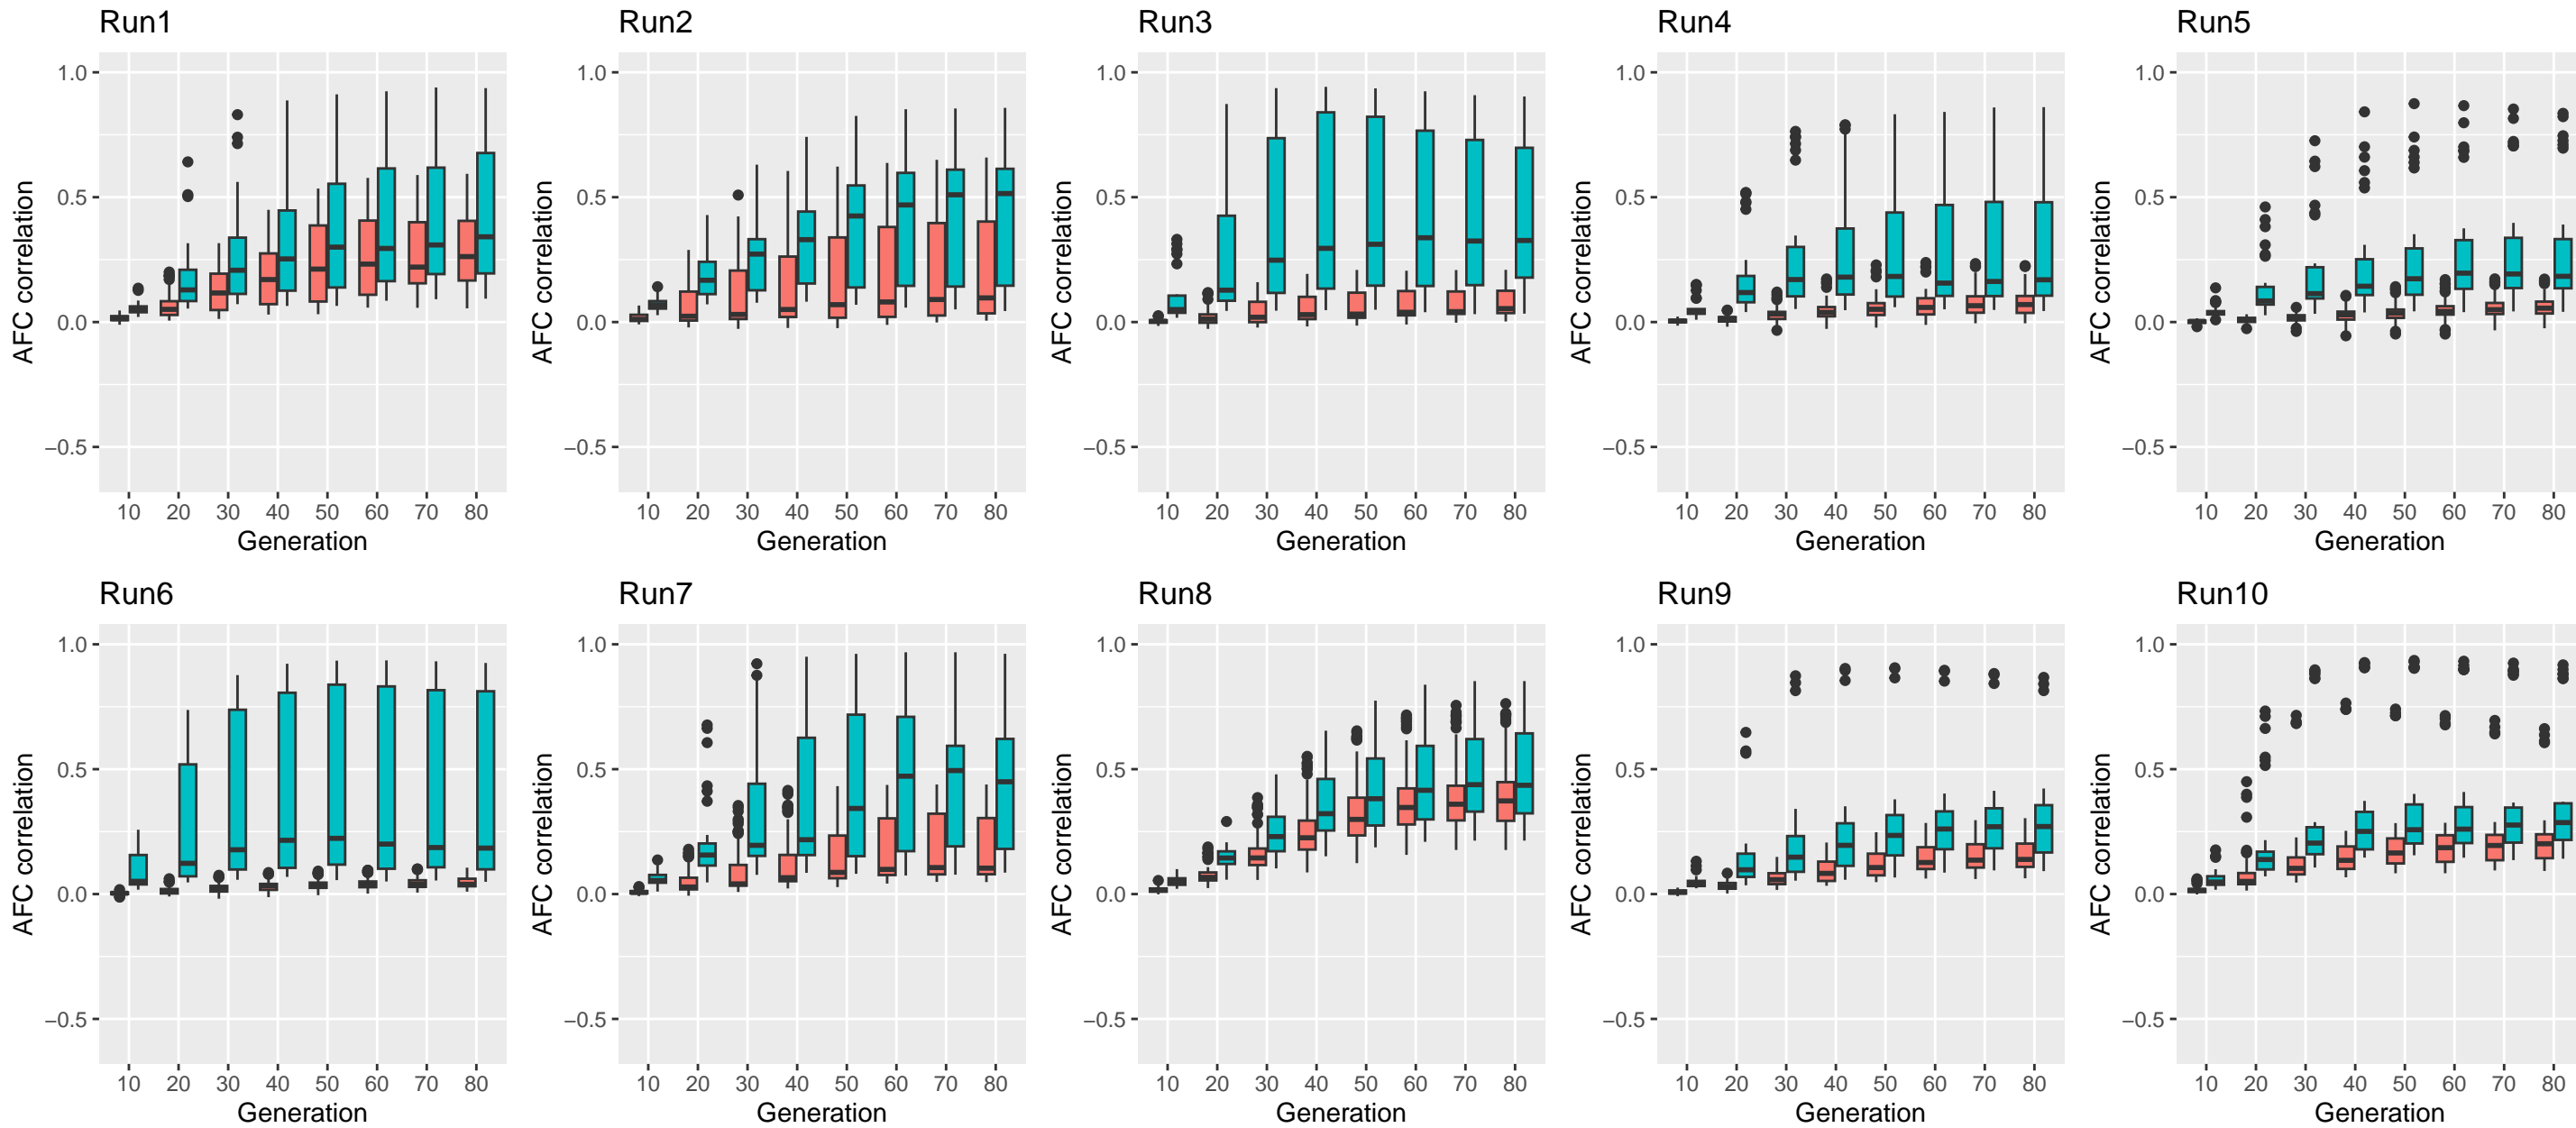 Run1 Run2 Run3 Run4 Run5
1.0 1.0 1.0 1.0 1.0
0.5 0.5 0.5 0.5 0.5
0.0 0.0 0.0 0.0 0.0
−0.5 −0.5 −0.5 −0.5 −0.5
AFC correlation AFC correlation AFC correlation AFC correlation AFC correlation
10 20 30 40 50 60 70 80 10 20 30 40 50 60 70 80 10 20 30 40 50 60 70 80 10 20 30 40 50 60 70 80 10 20 30 40 50 60 70 80
Generation Generation Generation Generation Generation
Run6 Run7 Run8 Run9 Run10
1.0 1.0 1.0 1.0 1.0
0.5 0.5 0.5 0.5 0.5
0.0 0.0 0.0 0.0 0.0
−0.5 −0.5 −0.5 −0.5 −0.5
AFC correlation AFC correlation AFC correlation AFC correlation AFC correlation
10 20 30 40 50 60 70 80 10 20 30 40 50 60 70 80 10 20 30 40 50 60 70 80 10 20 30 40 50 60 70 80 10 20 30 40 50 60 70 80
Generation Generation Generation Generation Generation